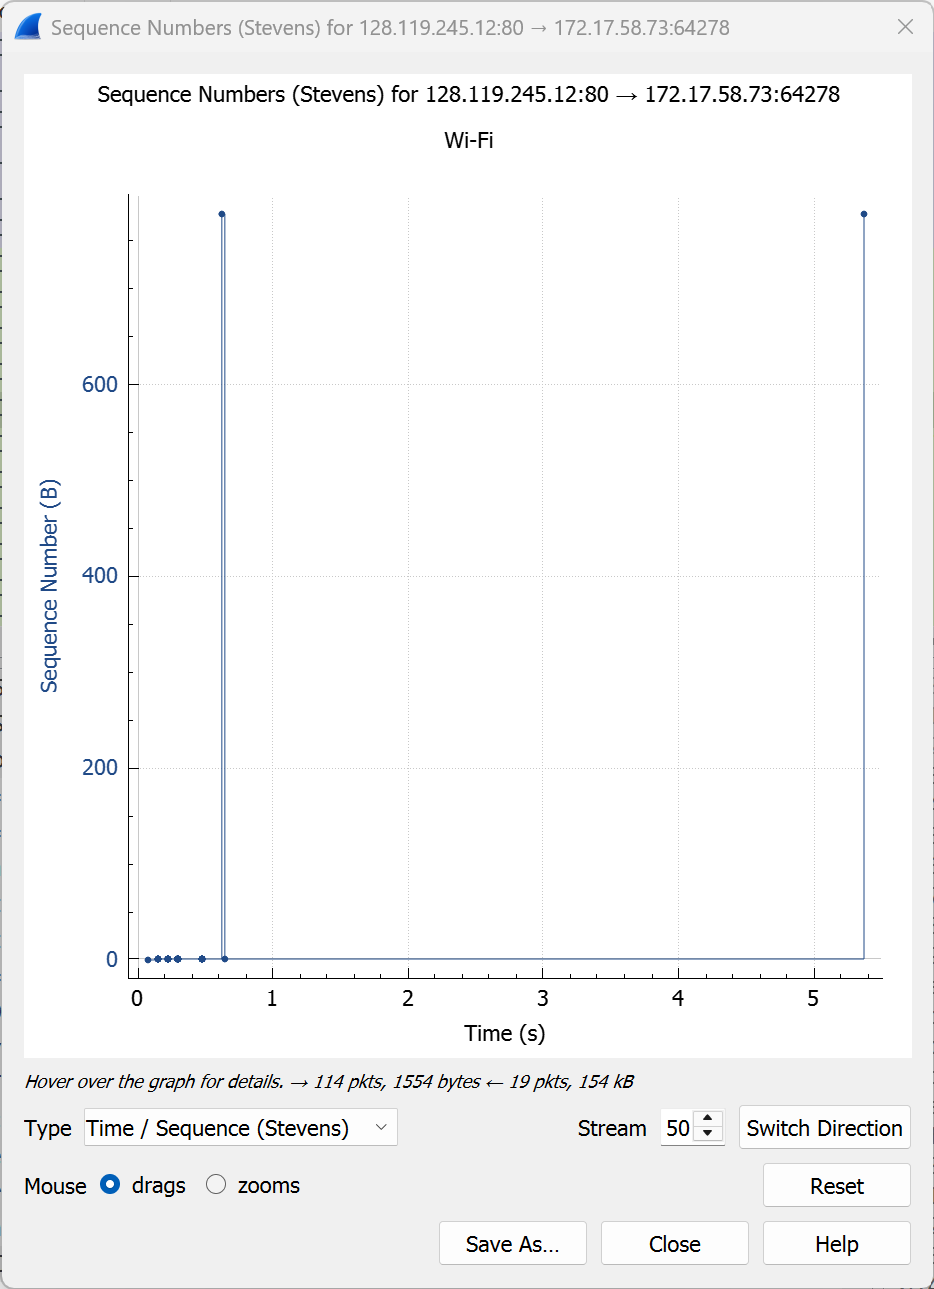 Sequence Numbers (Stevens) for 128.119.245.12:80 → 172.17.58.73:64278
Sequence Numbers (Stevens) for 128.119.245.12:80 → 172.17.58.73:64278
Wi-Fi
Sequence Number (B)
600
400
200
0
0 1 2 3 4 5
Time (s)
Hover over the graph for details. → 114 pkts, 1554 bytes ← 19 pkts, 154 kB
Type Time / Sequence (Stevens) Stream 50 Switch Direction
Mouse drags zooms Reset
Save As... Close Help